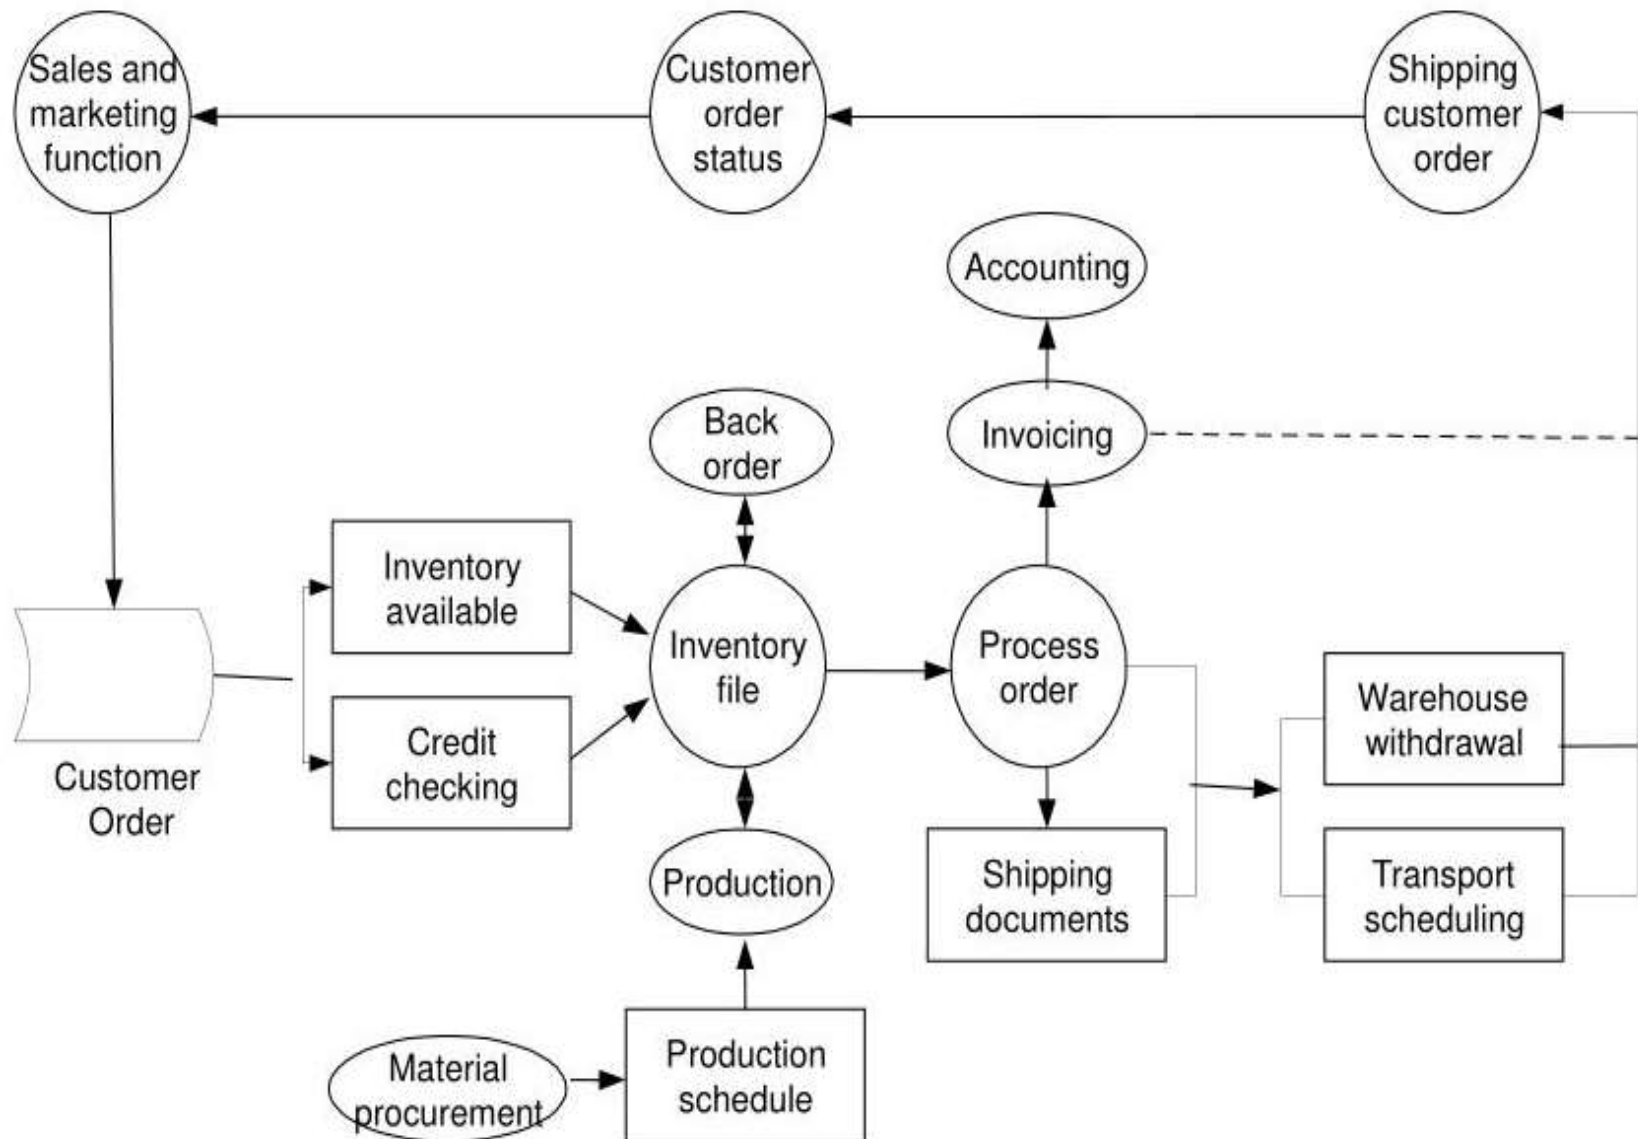 Sales and
marketing
function
Customer
order
status
Shipping
customer
order
Accounting
Back
order
Invoicing
Inventory
available
Inventory
file
Process
order
Customer
Order
Credit
checking
Warehouse
withdrawal
Production
Shipping
documents
Transport
scheduling
Material
procurement
Production
schedule